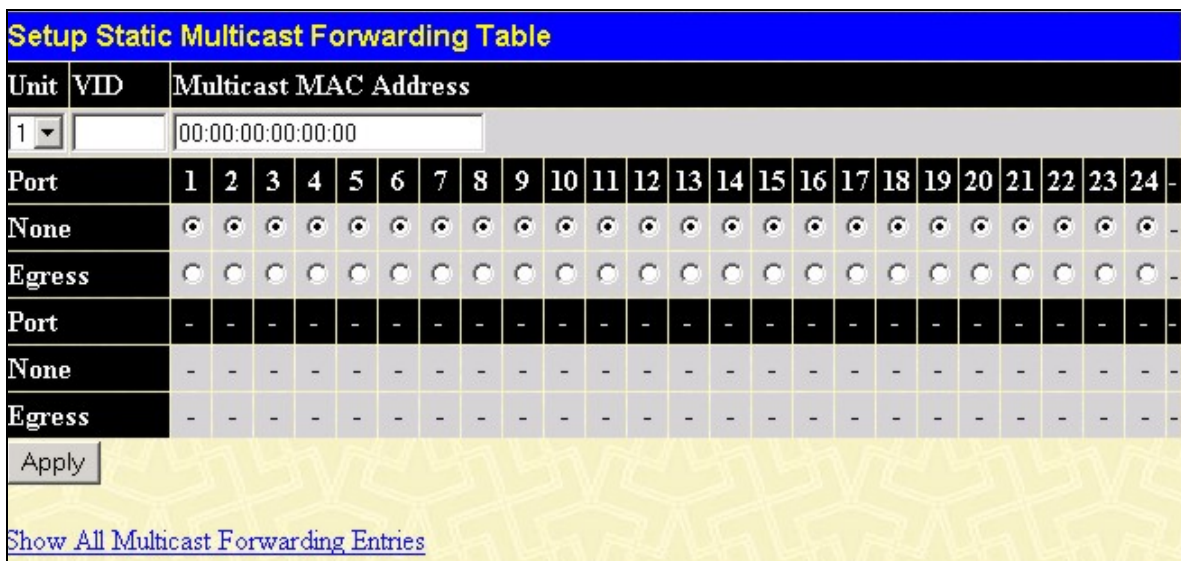 Setup Static Multicast Forwarding Table
Unit VID Multicast MAC Address
1 00:00:00:00:00:00
Port 1 2 3 4 5 6 7 8 9 10 11 12 13 14 15 16 17 18 19 20 21 22 23 24 -
None -
Egress -
Port - - - - - - - - - - - - - - - - - - - - - - - - -
None - - - - - - - - - - - - - - - - - - - - - - - - -
Egress - - - - - - - - - - - - - - - - - - - - - - - - -
Apply
Show All Multicast Forwarding Entries